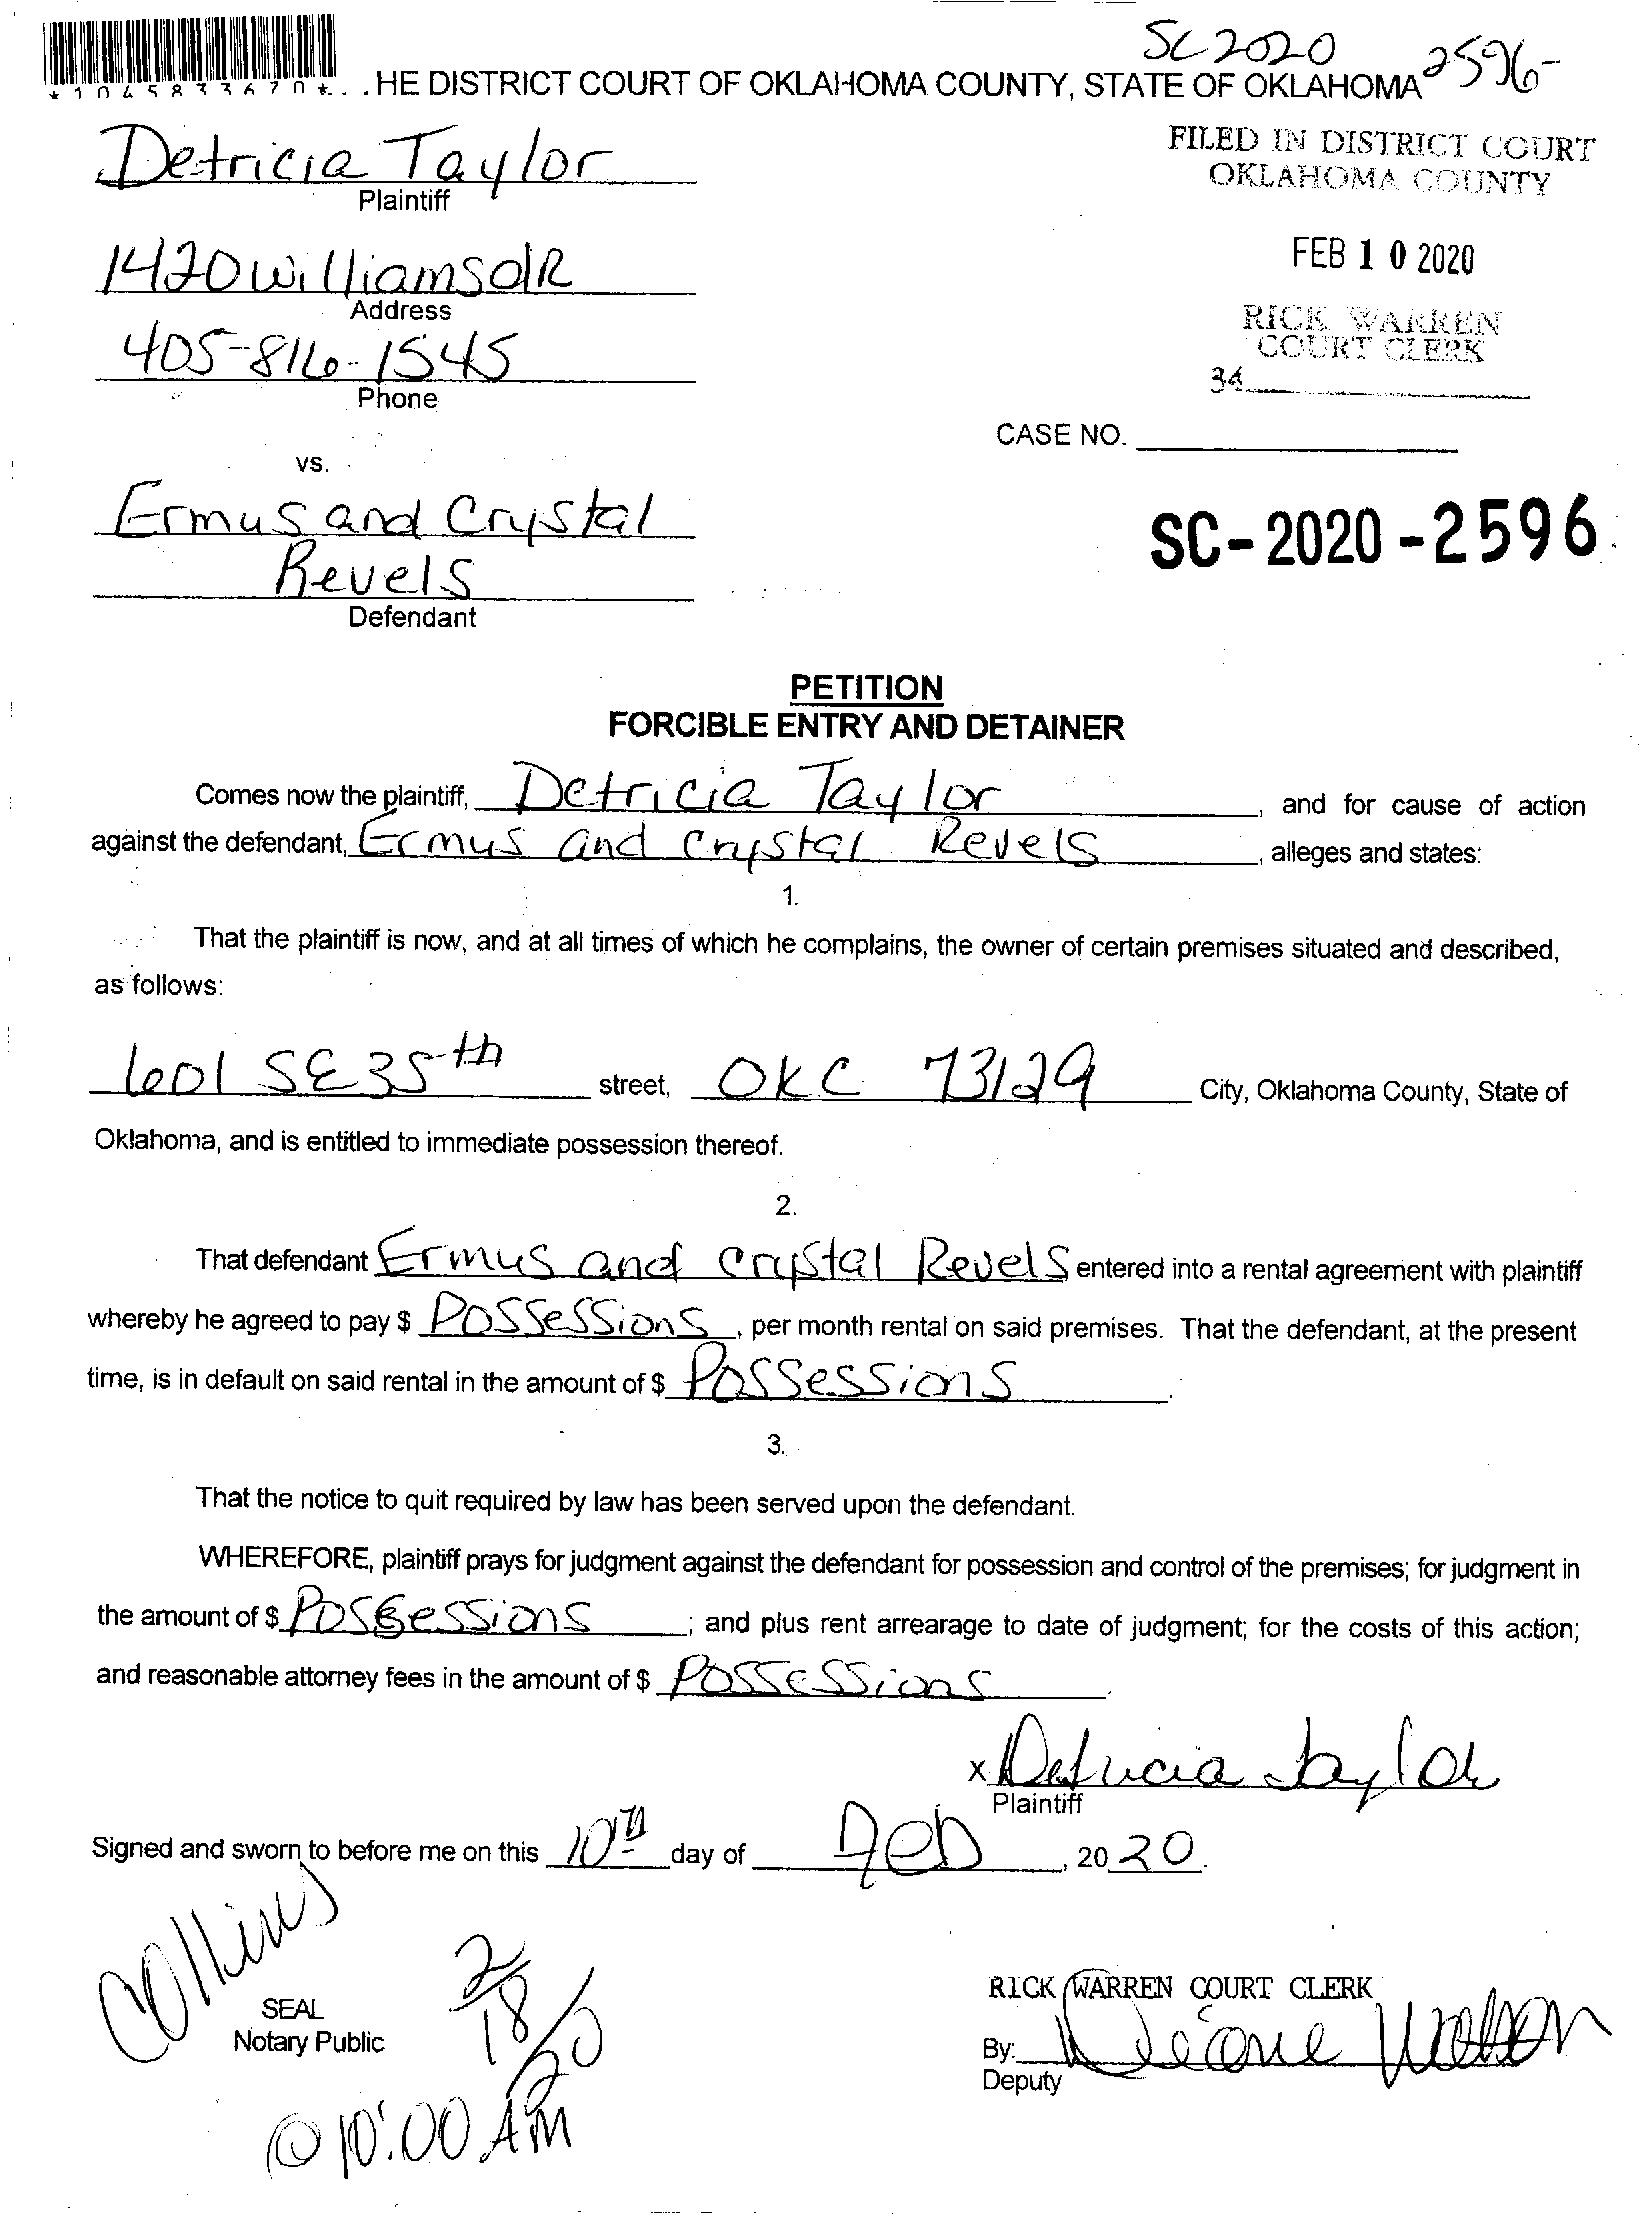 SC2020 2596-
*1045833670*. . .HE DISTRICT COURT OF OKLAHOMA COUNTY, STATE OF OKLAHOMA
Detricia Taylor
Plaintiff
FILED IN DISTRICT COURT
OKLAHOMA COUNTY
1420 Williams dR
Address
FEB 1 0 2020
405-816-1545
Phone
RICK WARREN
COURT CLERK
34
CASE NO.
vs.
Ermus and Crystal
Revels
Defendant
SC-2020-2596
PETITION
FORCIBLE ENTRY AND DETAINER
Comes now the plaintiff, Detricia Taylor, and for cause of action
against the defendant, Ermus and Crystal Revels, alleges and states:
1.
That the plaintiff is now, and at all times of which he complains, the owner of certain premises situated and described,
as follows:
601 SE 35th street, OKC 73129 City, Oklahoma County, State of
Oklahoma, and is entitled to immediate possession thereof.
2.
That defendant Ermus and crystal Revels entered into a rental agreement with plaintiff
whereby he agreed to pay $ Possessions, per month rental on said premises. That the defendant, at the present
time, is in default on said rental in the amount of $ Possessions.
3.
That the notice to quit required by law has been served upon the defendant.
WHEREFORE, plaintiff prays for judgment against the defendant for possession and control of the premises; for judgment in
the amount of $ Possessions; and plus rent arrearage to date of judgment; for the costs of this action;
and reasonable attorney fees in the amount of $ Possessions.
x Detricia Taylor
Plaintiff
Signed and sworn to before me on this 10th day of Feb, 2020.
Collins
SEAL
Notary Public
2/18/20
@ 10:00 AM
RICK WARREN COURT CLERK
By:
Deputy